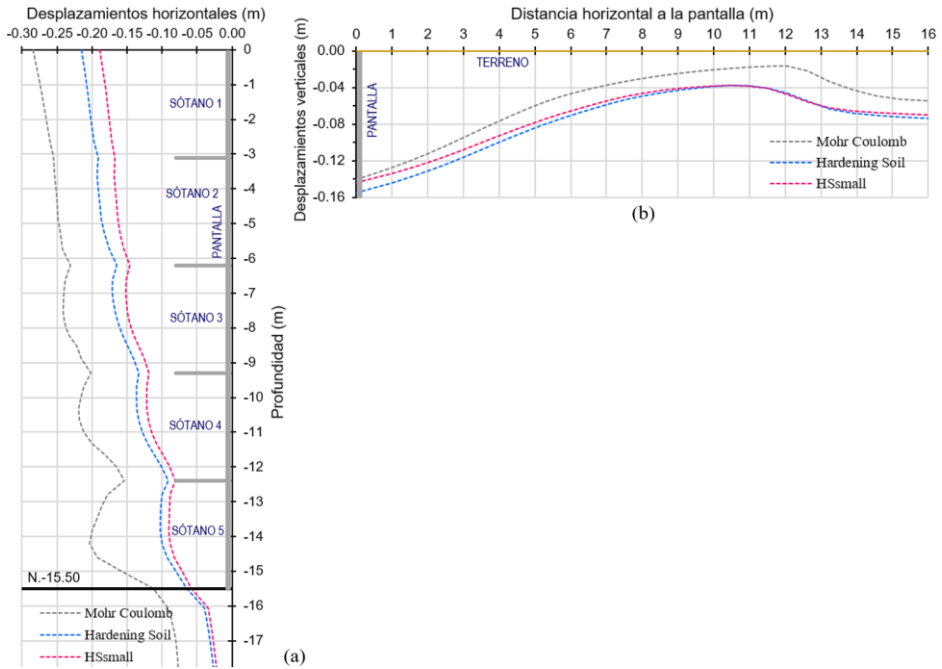 Desplazamientos horizontales (m)
-0.30 -0.25 -0.20 -0.15 -0.10 -0.05 0.00
0
-1
-2
-3
-4
-5
-6
-7
-8
-9
-10
-11
-12
-13
-14
-15
-16
-17
Profundidad (m)
SÓTANO 1
SÓTANO 2
PANTALLA
SÓTANO 3
SÓTANO 4
SÓTANO 5
N.-15.50
Mohr Coulomb
Hardening Soil
HSsmall
(a)
Distancia horizontal a la pantalla (m)
0 1 2 3 4 5 6 7 8 9 10 11 12 13 14 15 16
Desplazamientos verticales (m)
0.00
-0.04
-0.08
-0.12
-0.16
TERRENO
PANTALLA
Mohr Coulomb
Hardening Soil
HSsmall
(b)